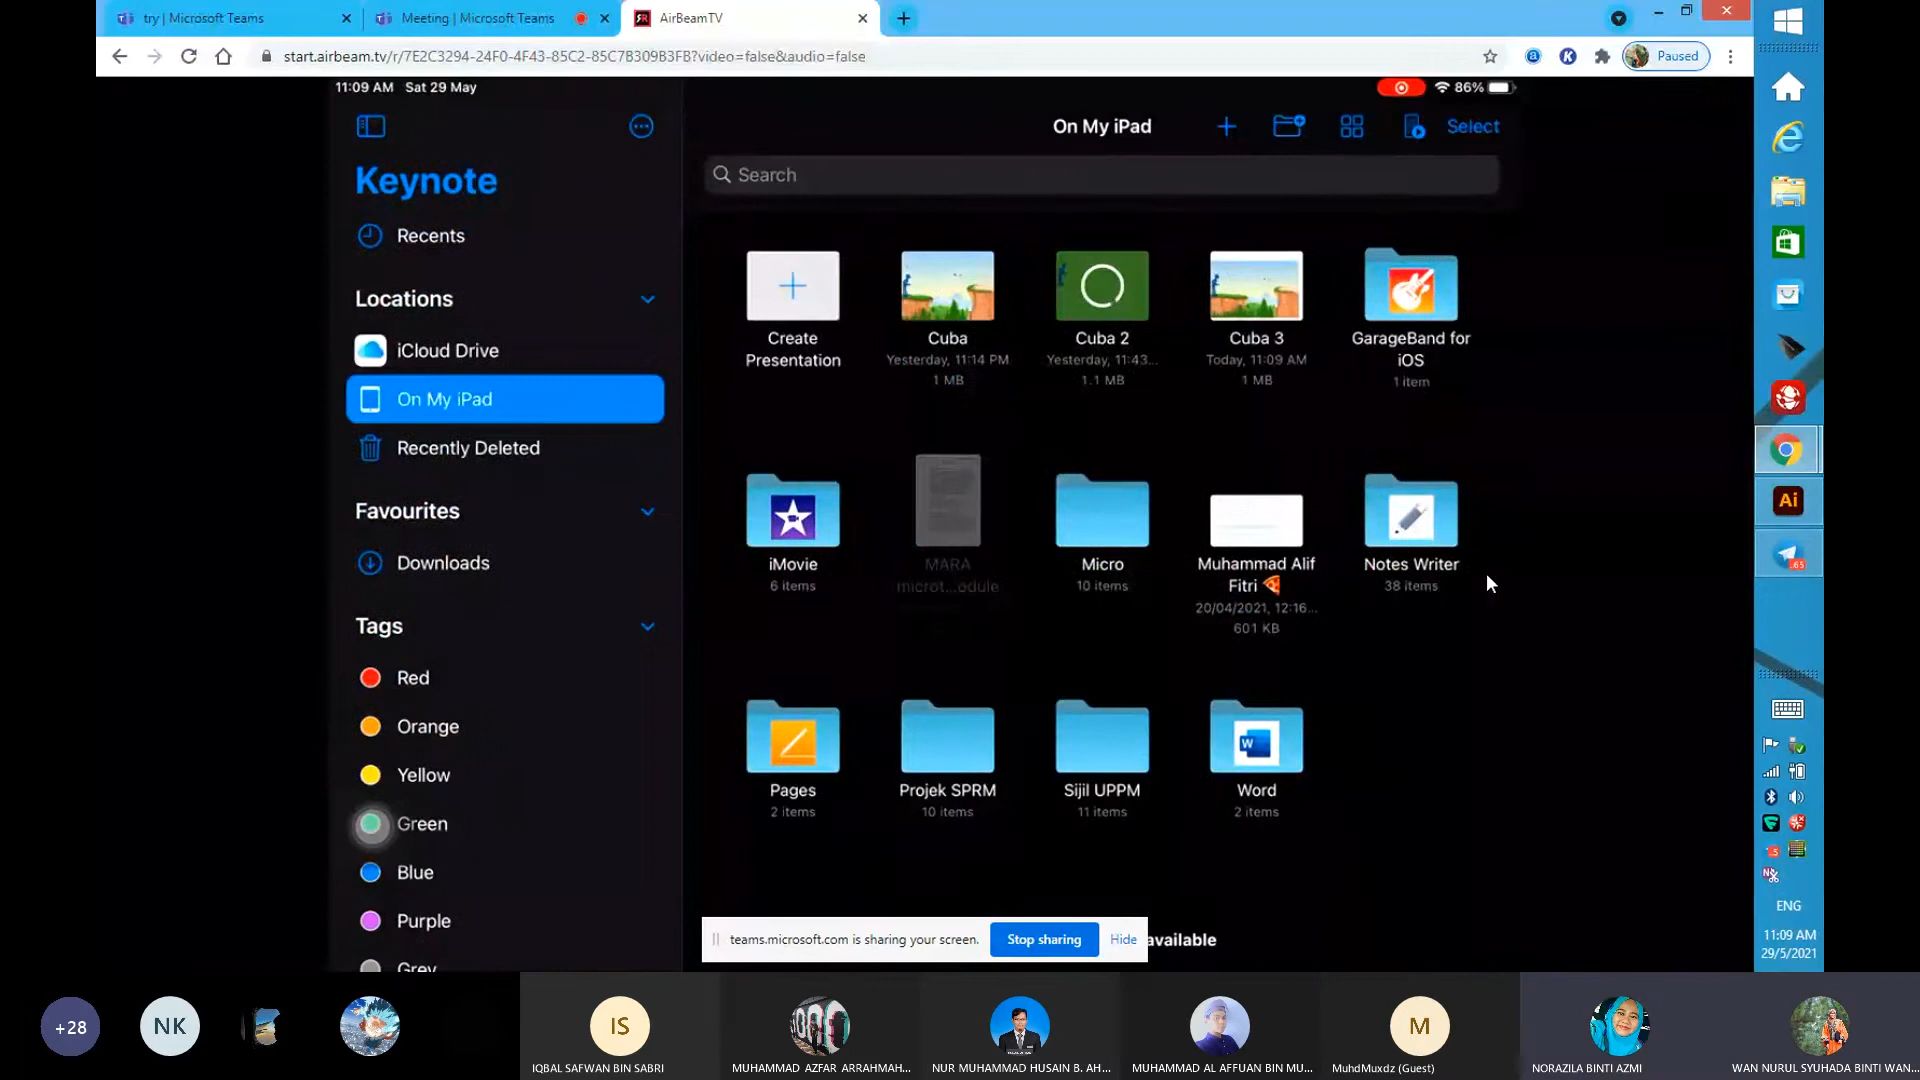 try | Microsoft Teams
Meeting | Microsoft Teams
AirBeamTV
start.airbeam.tv/r/7E2C3294-24F0-4F43-85C2-85C7B309B3FB?video=false&audio=false
Paused
11:09 AM Sat 29 May
86%
On My iPad
Select
Keynote
Search
Recents
Locations
iCloud Drive
On My iPad
Recently Deleted
Favourites
Downloads
Tags
Red
Orange
Yellow
Green
Blue
Purple
Grey
Create
Presentation
Cuba
Yesterday, 11:14 PM
1 MB
Cuba 2
Yesterday, 11:43...
1.1 MB
Cuba 3
Today, 11:09 AM
1 MB
GarageBand for
iOS
1 item
iMovie
6 items
MARA
microt...odule
Micro
10 items
Muhammad Alif
Fitri 🍕
20/04/2021, 12:16...
601 KB
Notes Writer
38 items
Pages
2 items
Projek SPRM
10 items
Sijil UPPM
11 items
Word
2 items
teams.microsoft.com is sharing your screen.
Stop sharing
Hide
available
Ai
65
ENG
11:09 AM
29/5/2021
+28
NK
IS
IQBAL SAFWAN BIN SABRI
MUHAMMAD AZFAR ARRAHMAH...
NUR MUHAMMAD HUSAIN B. AH...
MUHAMMAD AL AFFUAN BIN MU...
M
MuhdMuxdz (Guest)
NORAZILA BINTI AZMI
WAN NURUL SYUHADA BINTI WAN...